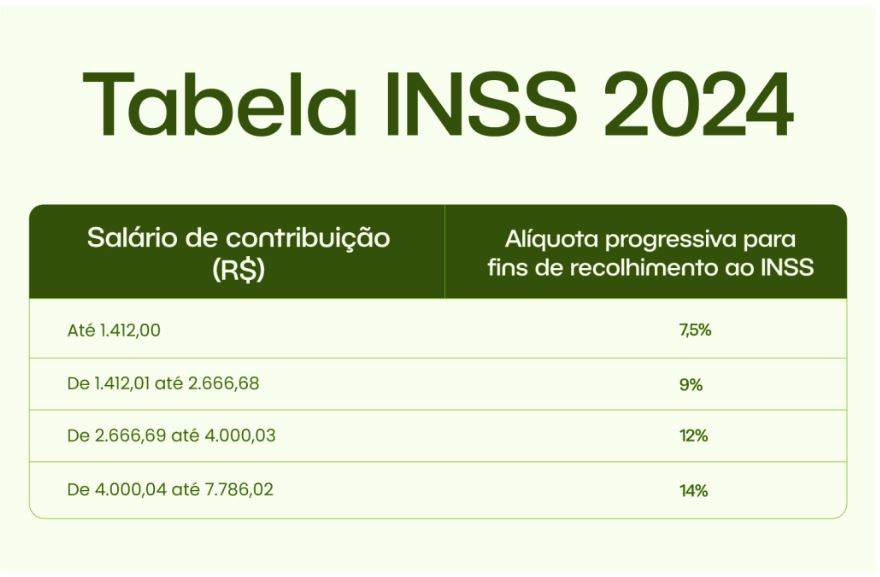 Tabela INSS 2024
Salário de contribuição
(R$)
Alíquota progressiva para
fins de recolhimento ao INSS
Até 1.412,00
7,5%
De 1.412,01 até 2.666,68
9%
De 2.666,69 até 4.000,03
12%
De 4.000,04 até 7.786,02
14%